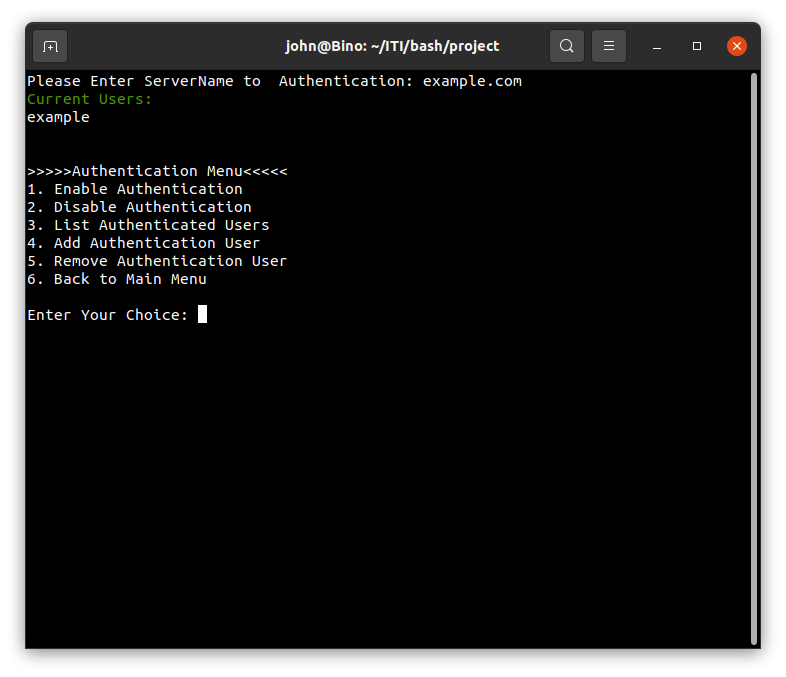 john@Bino: ~/ITI/bash/project
Please Enter ServerName to  Authentication: example.com
Current Users:
example
>>>>>Authentication Menu<<<<<
1. Enable Authentication
2. Disable Authentication
3. List Authenticated Users
4. Add Authentication User
5. Remove Authentication User
6. Back to Main Menu
Enter Your Choice: